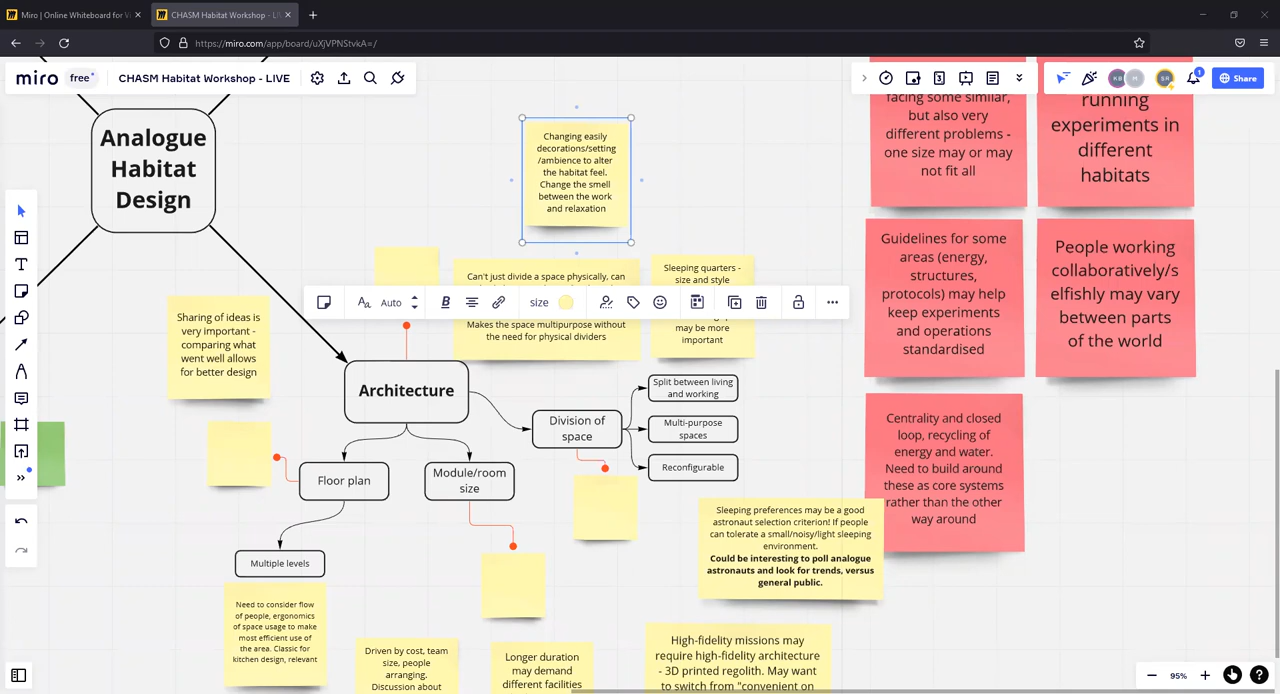 Miro | Online Whiteboard for Vi
CHASM Habitat Workshop - LIV
https://miro.com/app/board/uXjVPNStvkA=/
miro
free
CHASM Habitat Workshop - LIVE
3
KB
M
SR
1
Share
Analogue
Habitat
Design
Changing easily
decorations/setting
/ambience to alter
the habitat feel.
Change the smell
between the work
and relaxation
facing some similar,
but also very
different problems -
one size may or may
not fit all
running
experiments in
different
habitats
Can't just divide a space physically, can
Sleeping quarters -
size and style
Aa
Auto
B
size
Makes the space multipurpose without
the need for physical dividers
may be more
important
Sharing of ideas is
very important -
comparing what
went well allows
for better design
Guidelines for some
areas (energy,
structures,
protocols) may help
keep experiments
and operations
standardised
People working
collaboratively/s
elfishly may vary
between parts
of the world
Architecture
Division of
space
Split between living
and working
Multi-purpose
spaces
Reconfigurable
Floor plan
Module/room
size
Centrality and closed
loop, recycling of
energy and water.
Need to build around
these as core systems
rather than the other
way around
Sleeping preferences may be a good
astronaut selection criterion! If people
can tolerate a small/noisy/light sleeping
environment.
Could be interesting to poll analogue
astronauts and look for trends, versus
general public.
Multiple levels
Need to consider flow
of people, ergonomics
of space usage to make
most efficient use of
the area. Classic for
kitchen design, relevant
Driven by cost, team
size, people
arranging.
Discussion about
Longer duration
may demand
different facilities
High-fidelity missions may
require high-fidelity architecture
- 3D printed regolith. May want
to switch from "convenient on
95%